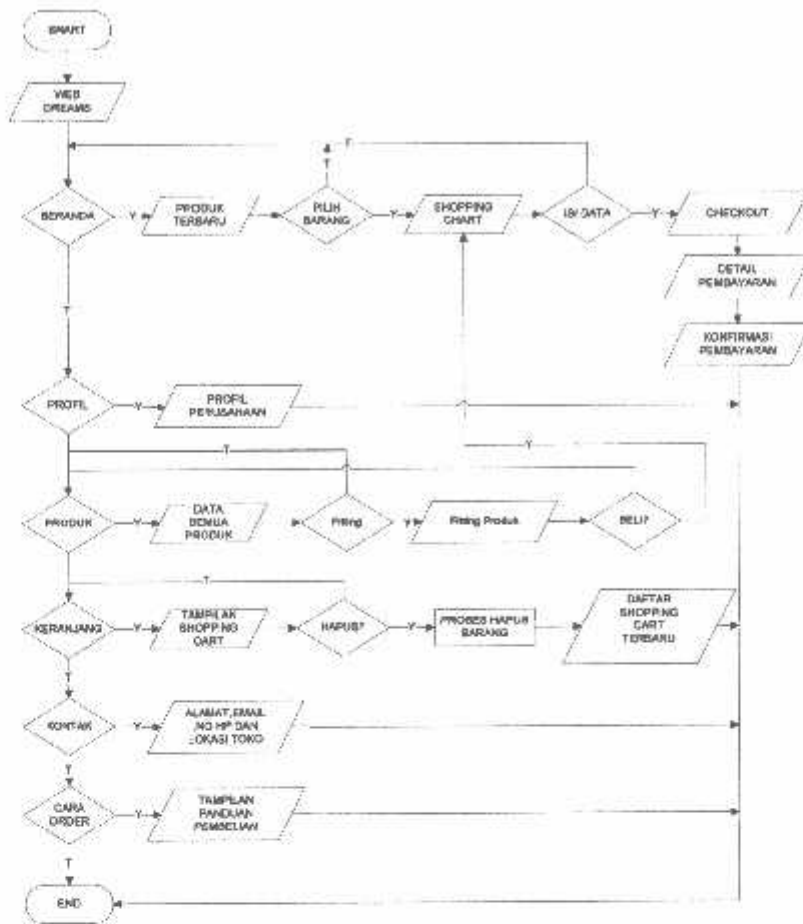 SMART
WEB
DREAMS
T
T
BERANDA
Y
PRODUK
TERBARU
PILIH
BARANG
Y
SHOPPING
CHART
ISI DATA
Y
CHECKOUT
DETAIL
PEMBAYARAN
T
KONFIRMASI
PEMBAYARAN
PROFIL
Y
PROFIL
PERUSAHAAN
T
Y
T
PRODUK
Y
DATA
SEMUA
PRODUK
Fitting
Y
Fitting Produk
BELI?
T
KERANJANG
Y
TAMPILAN
SHOPPING
CART
HAPUS?
Y
PROSES HAPUS
BARANG
DAFTAR
SHOPPING
CART
TERBARU
T
KONTAK
Y
ALAMAT,EMAIL
,NO HP DAN
LOKASI TOKO
T
CARA
ORDER
Y
TAMPILAN
PANDUAN
PEMBELIAN
T
END